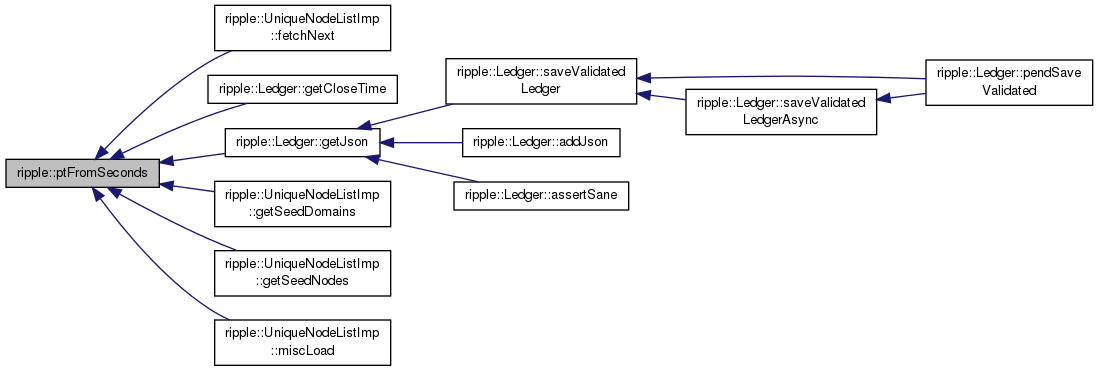 ripple::UniqueNodeListImp
::fetchNext
ripple::Ledger::getCloseTime
ripple::Ledger::saveValidated
Ledger
ripple::Ledger::pendSave
Validated
ripple::Ledger::saveValidated
LedgerAsync
ripple::Ledger::getJson
ripple::Ledger::addJson
ripple::ptFromSeconds
ripple::Ledger::assertSane
ripple::UniqueNodeListImp
::getSeedDomains
ripple::UniqueNodeListImp
::getSeedNodes
ripple::UniqueNodeListImp
::miscLoad